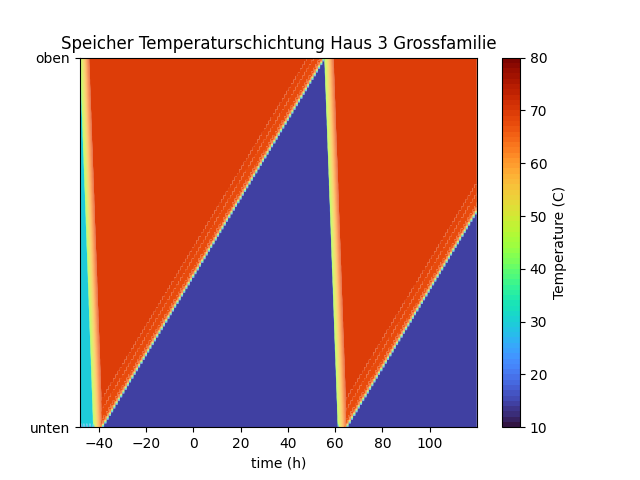 Speicher Temperaturschichtung Haus 3 Grossfamilie
oben
unten
−40 −20 0 20 40 60 80 100
time (h)
80
70
60
50
40
30
20
10
Temperature (C)